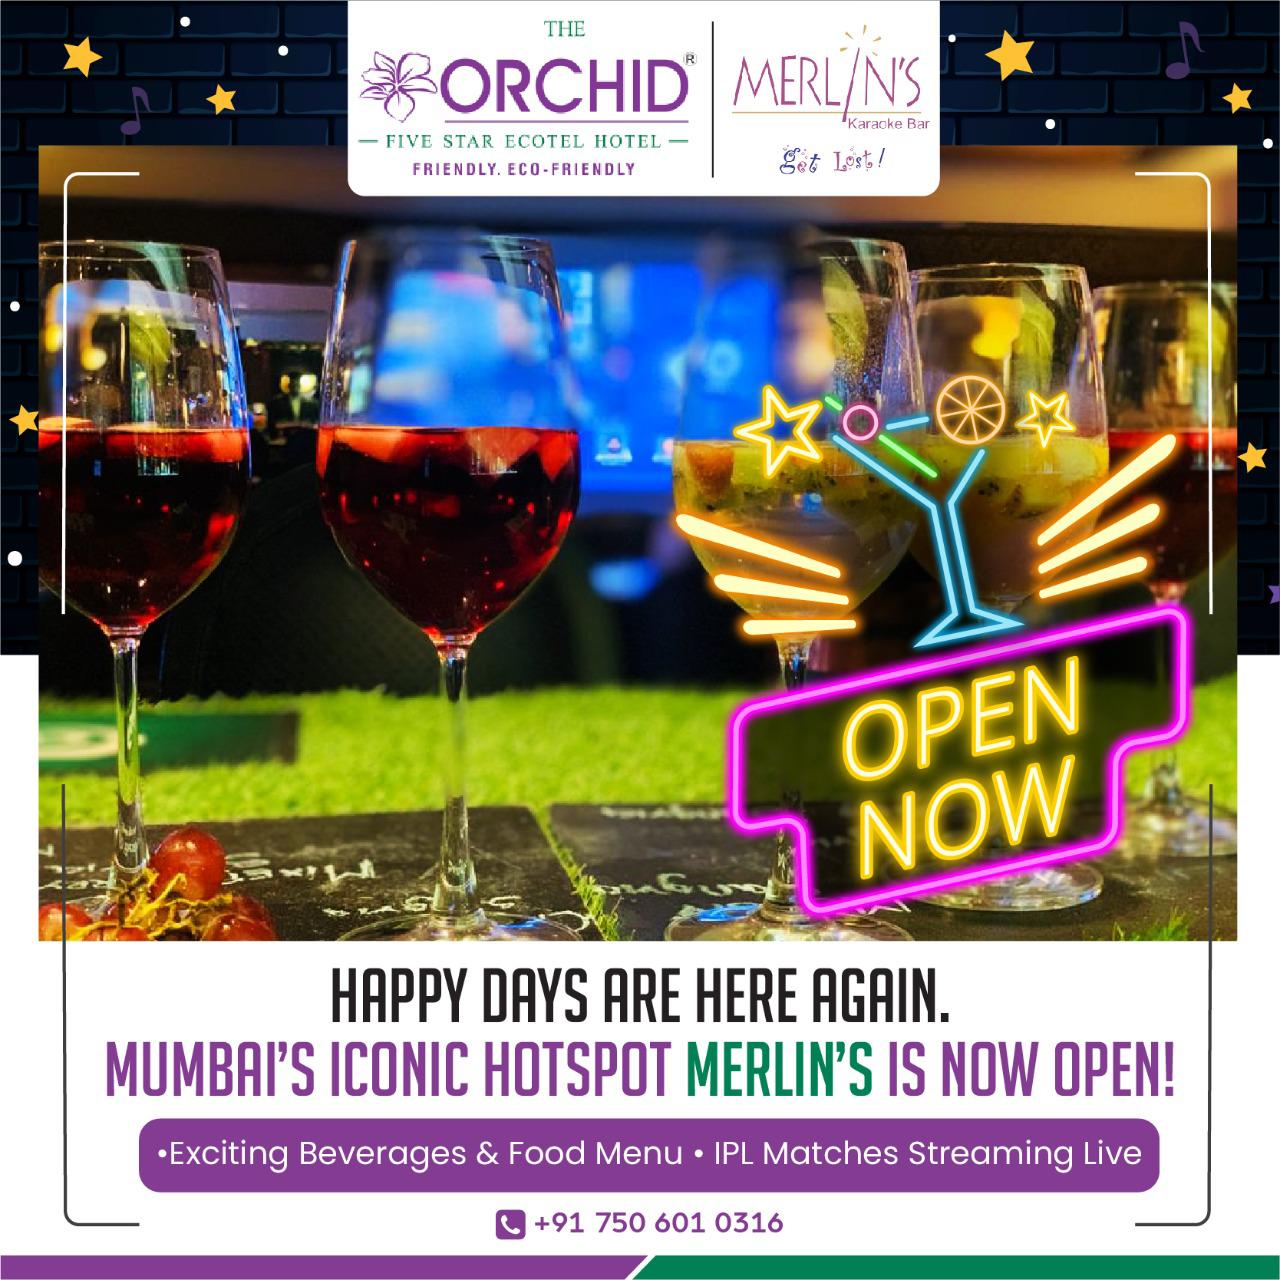 THE
ORCHID®
FIVE STAR ECOTEL HOTEL
FRIENDLY. ECO-FRIENDLY
MERLIN'S
Karaoke Bar
get Lost!
OPEN
NOW
HAPPY DAYS ARE HERE AGAIN.
MUMBAI'S ICONIC HOTSPOT MERLIN'S IS NOW OPEN!
•Exciting Beverages & Food Menu • IPL Matches Streaming Live
+91 750 601 0316